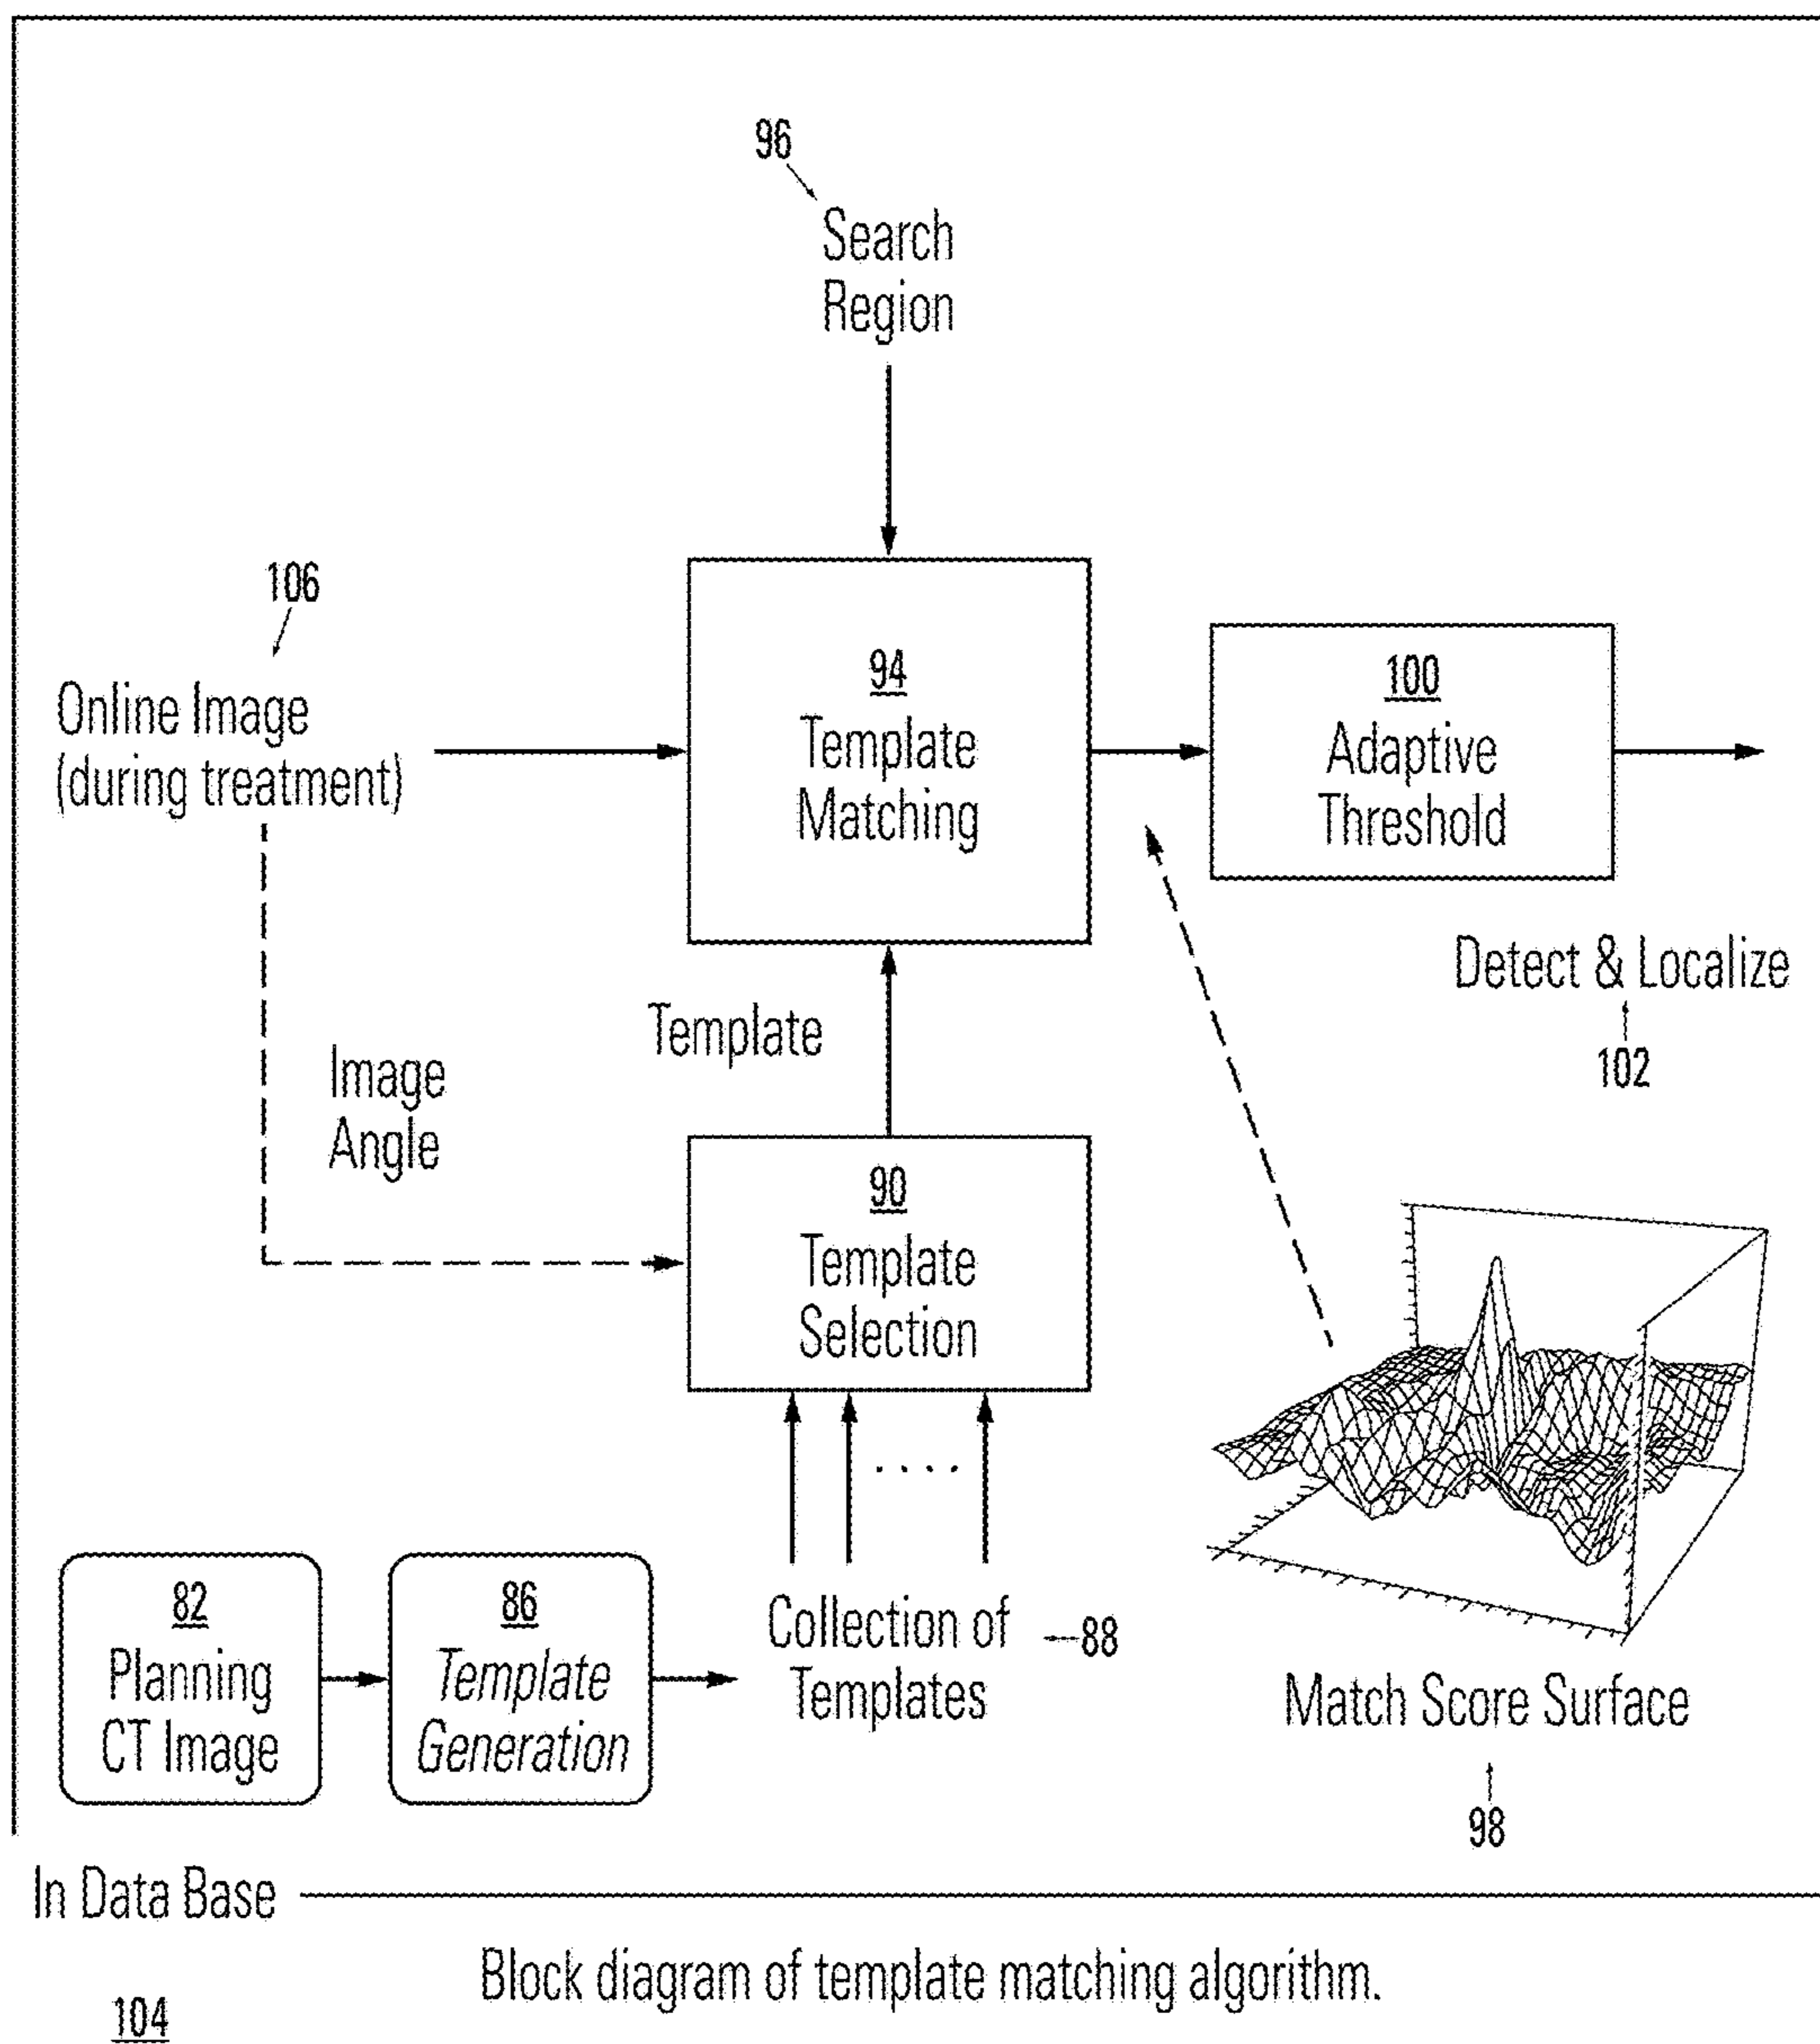 96
Search
Region
106
Online Image
(during treatment)
94
Template
Matching
100
Adaptive
Threshold
Detect & Localize
102
Template
Image
Angle
90
Template
Selection
. . . .
82
Planning
CT Image
86
Template
Generation
Collection of
Templates
88
Match Score Surface
98
In Data Base
Block diagram of template matching algorithm.
104